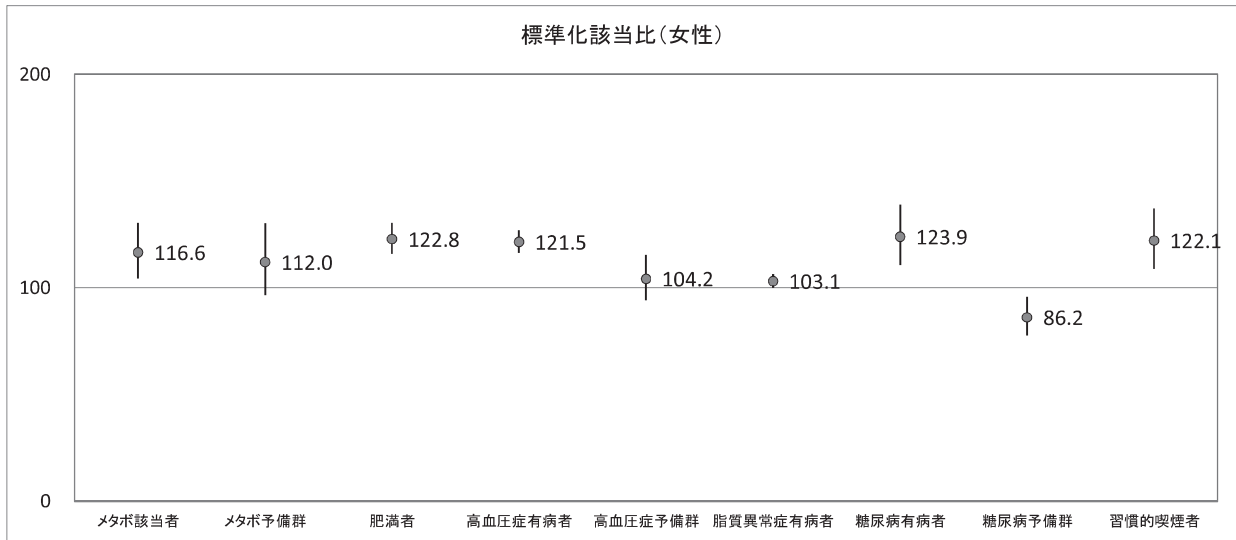 標準化該当比(女性)
200
100
0
116.6
112.0
122.8
121.5
104.2
103.1
123.9
86.2
122.1
メタボ該当者
メタボ予備群
肥満者
高血圧症有病者
高血圧症予備群
脂質異常症有病者
糖尿病有病者
糖尿病予備群
習慣的喫煙者